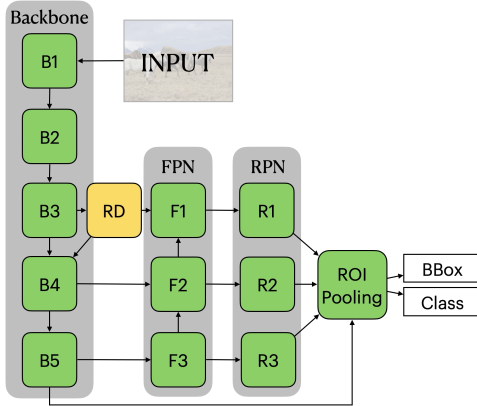 Backbone
B1
INPUT
B2
FPN
RPN
B3
RD
F1
R1
B4
F2
R2
ROI
Pooling
BBox
Class
B5
F3
R3